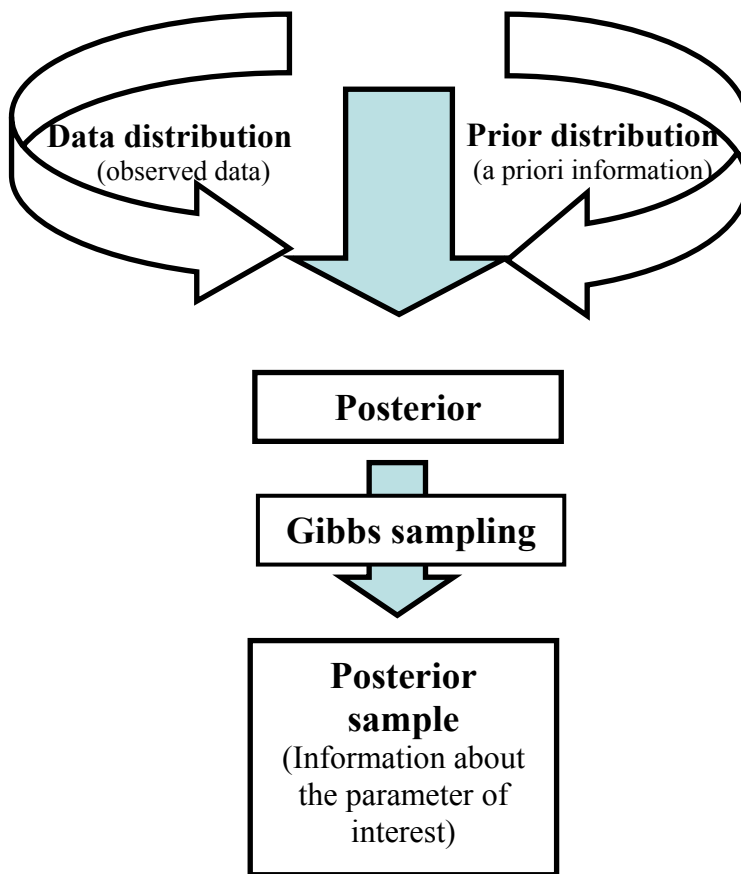 Data distribution
(observed data)
Prior distribution
(a priori information)
Posterior
Gibbs sampling
Posterior
sample
(Information about
the parameter of
interest)